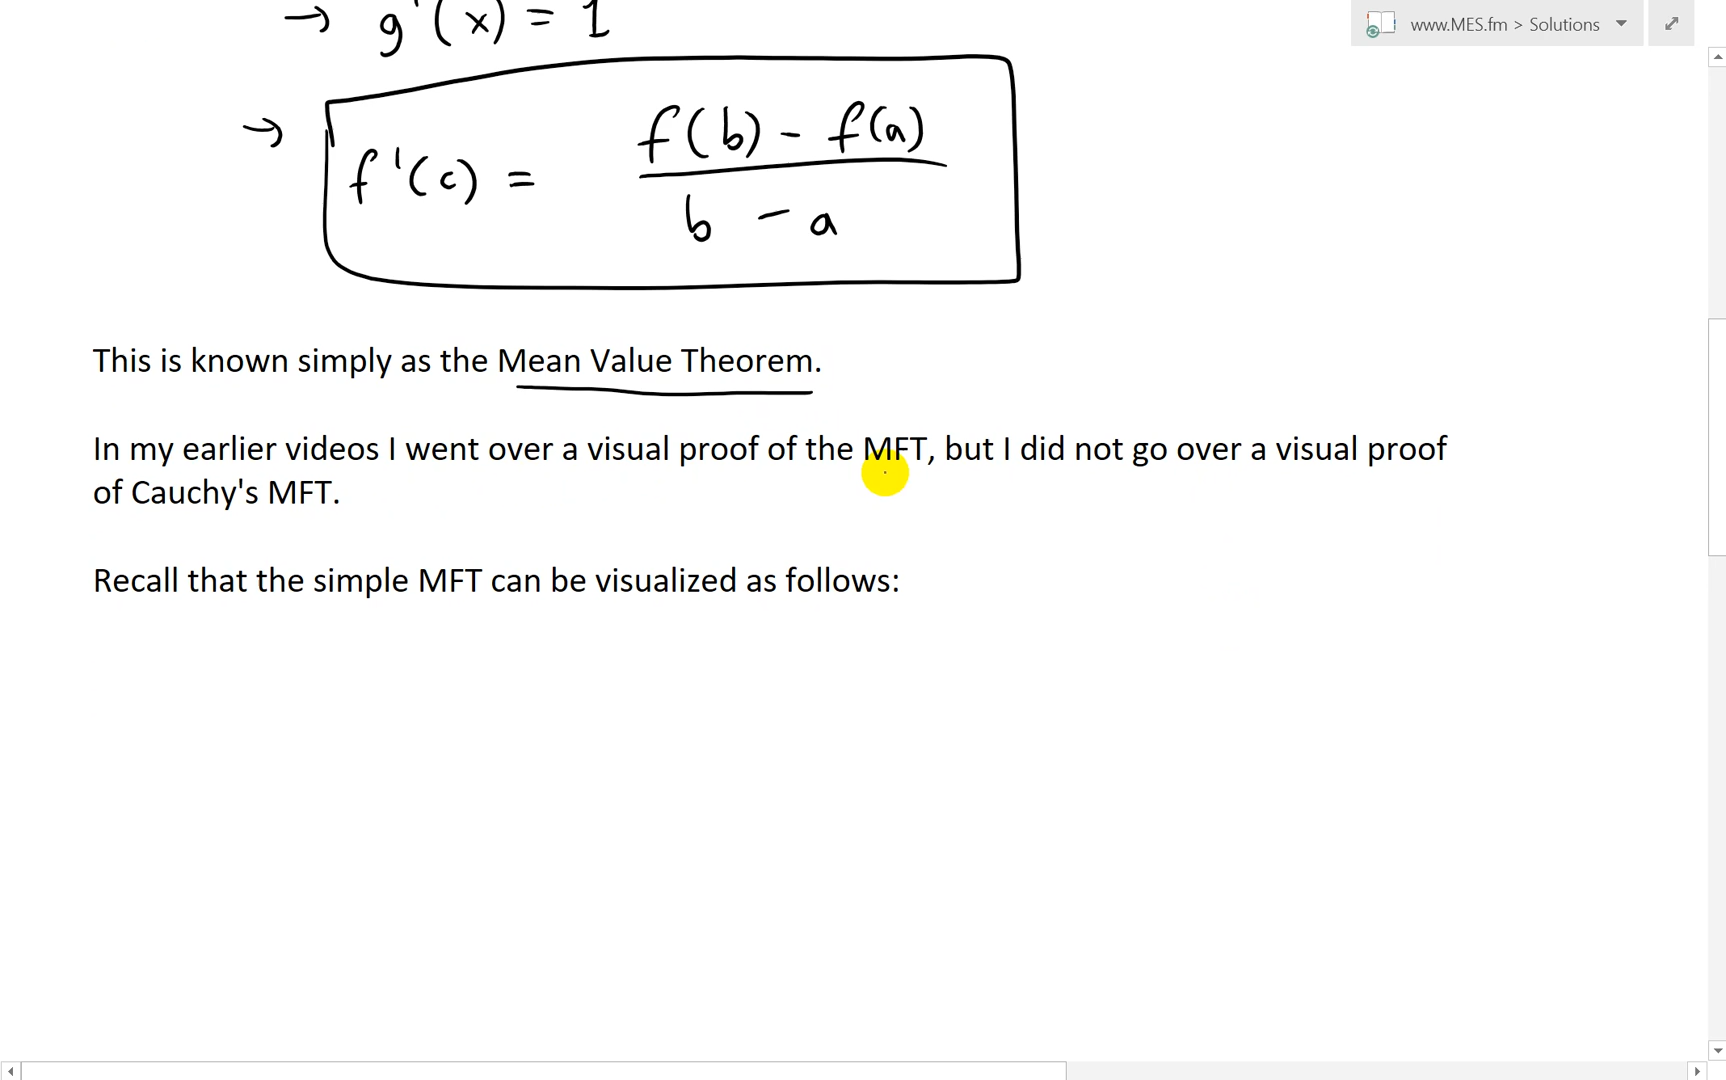 → g'(x) = 1
www.MES.fm > Solutions
→ f'(c) = f(b) - f(a)
b - a
This is known simply as the Mean Value Theorem.
In my earlier videos I went over a visual proof of the MFT, but I did not go over a visual proof
of Cauchy's MFT.
Recall that the simple MFT can be visualized as follows: